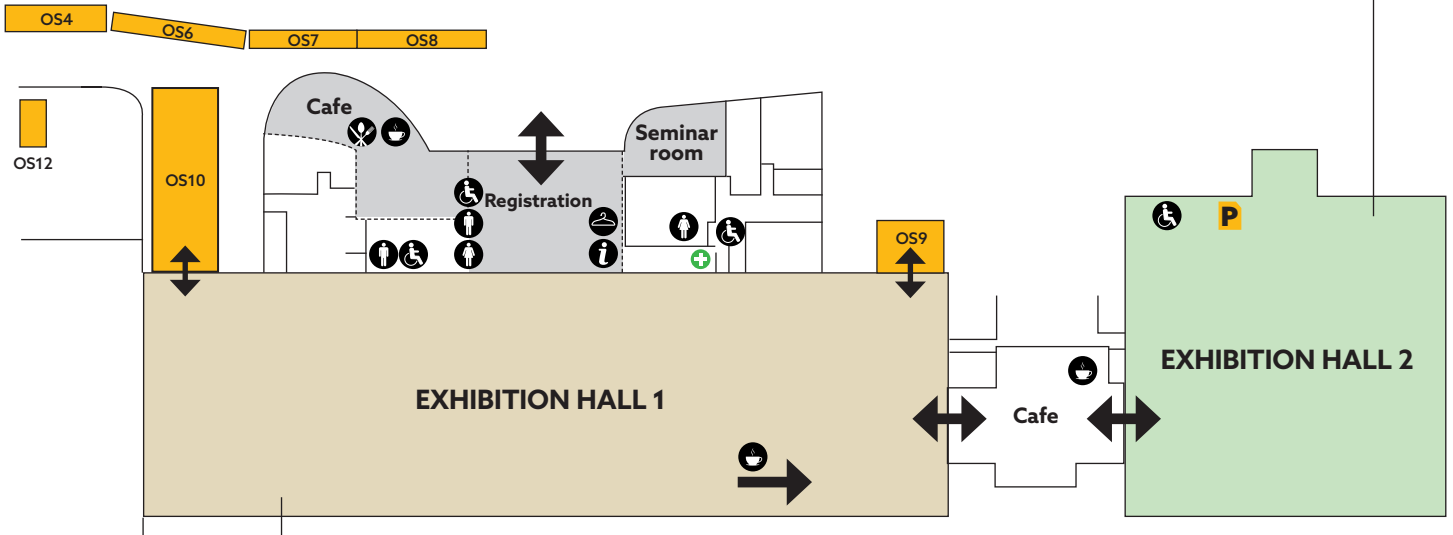 OS4
OS6
OS7
OS8
OS12
OS10
Cafe
Registration
Seminar
room
OS9
P
EXHIBITION HALL 1
Cafe
EXHIBITION HALL 2
i